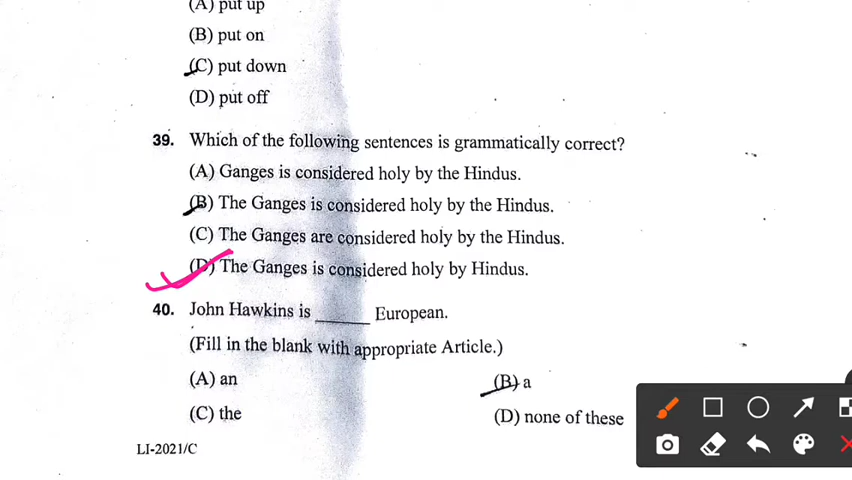 (A) put up
(B) put on
(C) put down
(D) put off
39. Which of the following sentences is grammatically correct?
(A) Ganges is considered holy by the Hindus.
(B) The Ganges is considered holy by the Hindus.
(C) The Ganges are considered holy by the Hindus.
(D) The Ganges is considered holy by Hindus.
40. John Hawkins is _____ European.
(Fill in the blank with appropriate Article.)
(A) an (B) a
(C) the (D) none of these
LI-2021/C